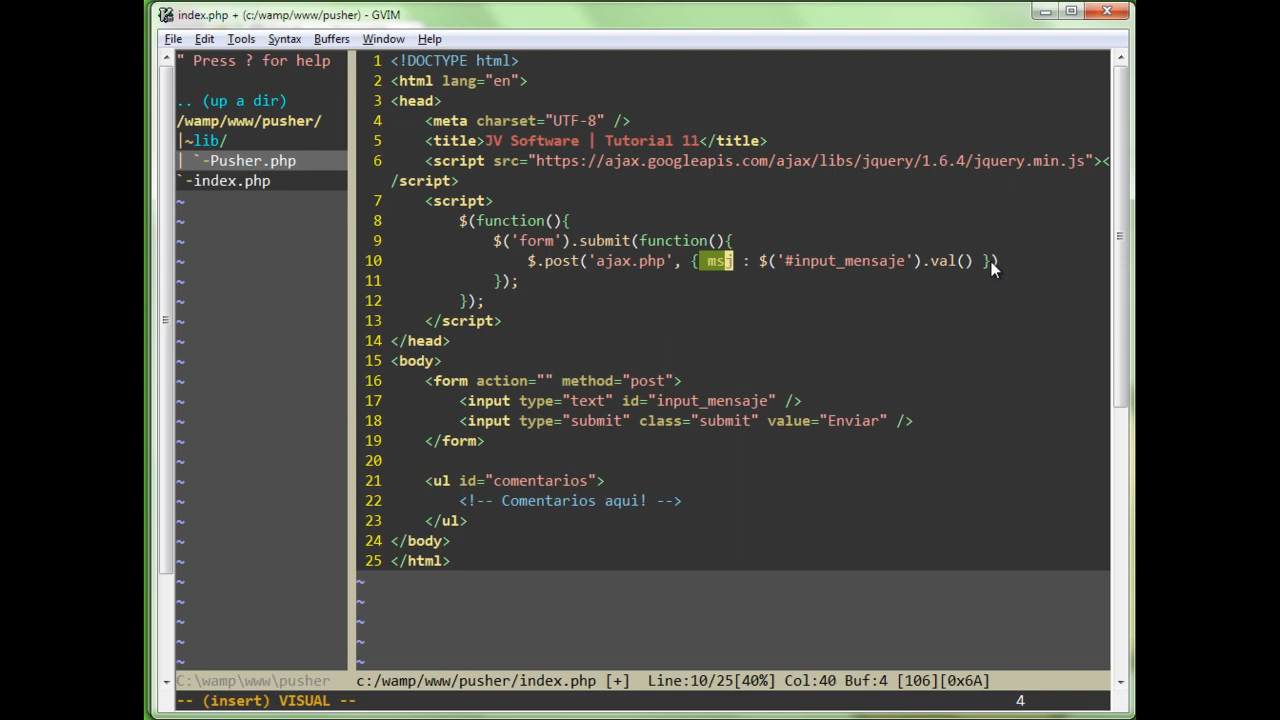 index.php + (c:/wamp/www/pusher) - GVIM
File Edit Tools Syntax Buffers Window Help
" Press ? for help
.. (up a dir)
/wamp/www/pusher/
|~lib/
| `-Pusher.php
`-index.php
1 <!DOCTYPE html>
2 <html lang="en">
3 <head>
4     <meta charset="UTF-8" />
5     <title>JV Software | Tutorial 11</title>
6     <script src="https://ajax.googleapis.com/ajax/libs/jquery/1.6.4/jquery.min.js"><
/script>
7     <script>
8         $(function(){
9             $('form').submit(function(){
10                 $.post('ajax.php', { msj : $('#input_mensaje').val() })
11             });
12         });
13     </script>
14 </head>
15 <body>
16     <form action="" method="post">
17         <input type="text" id="input_mensaje" />
18         <input type="submit" class="submit" value="Enviar" />
19     </form>
20
21     <ul id="comentarios">
22         <!-- Comentarios aqui! -->
23     </ul>
24 </body>
25 </html>
C:\wamp\www\pusher c:/wamp/www/pusher/index.php [+] Line:10/25[40%] Col:40 Buf:4 [106][0x6A]
-- (insert) VISUAL -- 4